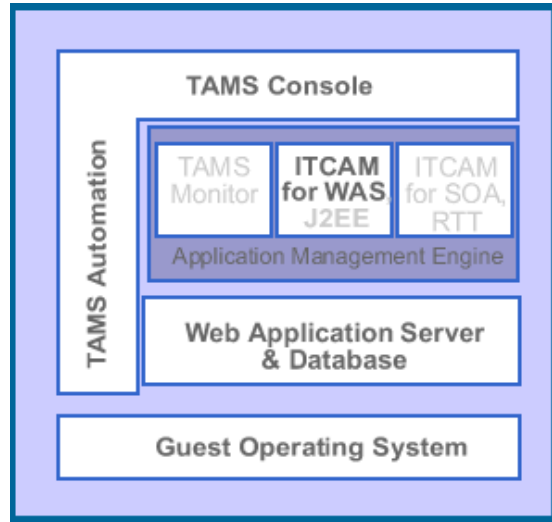 TAMS Console
TAMS Automation
TAMS
Monitor
ITCAM
for WAS,
J2EE
ITCAM
for SOA,
RTT
Application Management Engine
Web Application Server
& Database
Guest Operating System